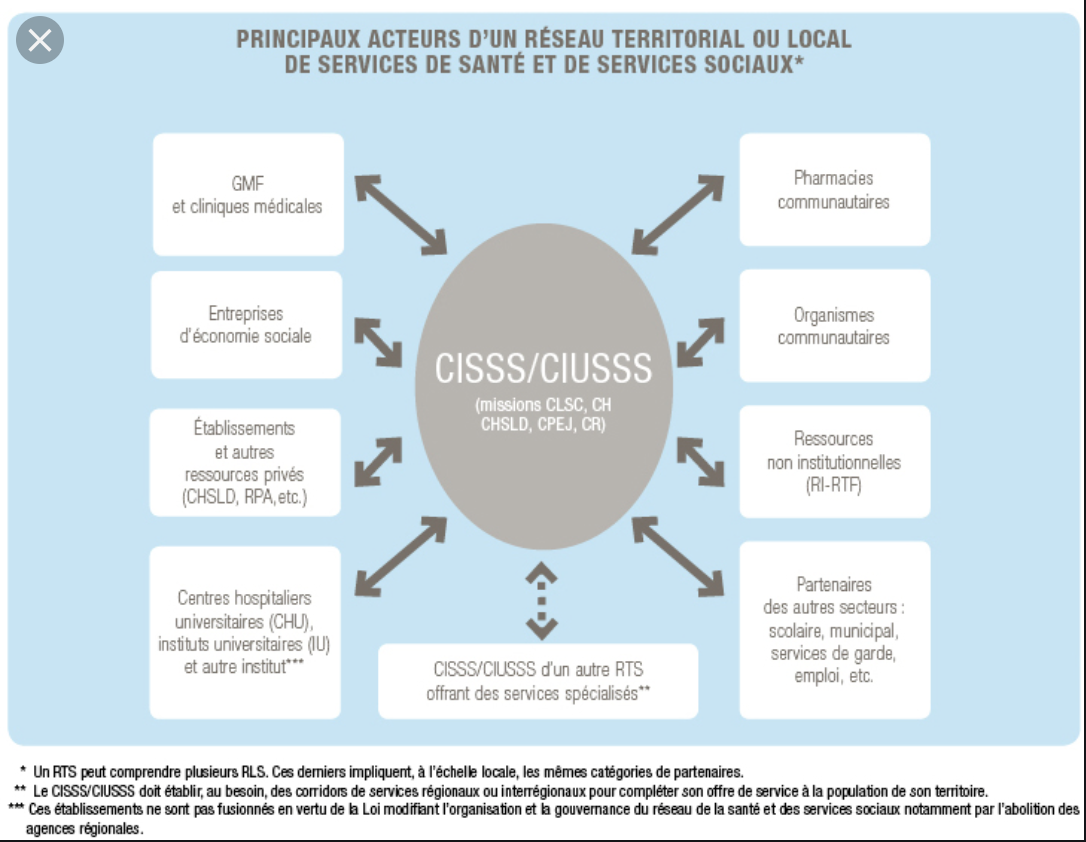 PRINCIPAUX ACTEURS D'UN RÉSEAU TERRITORIAL OU LOCAL
DE SERVICES DE SANTÉ ET DE SERVICES SOCIAUX*
GMF
et cliniques médicales
Pharmacies
communautaires
Entreprises
d'économie sociale
Organismes
communautaires
CISSS/CIUSSS
(missions CLSC, CH
CHSLD, CPEJ, CR)
Établissements
et autres
ressources privés
(CHSLD, RPA, etc.)
Ressources
non institutionnelles
(RI-RTF)
Centres hospitaliers
universitaires (CHU),
instituts universitaires (IU)
et autre institut***
Partenaires
des autres secteurs :
scolaire, municipal,
services de garde,
emploi, etc.
CISSS/CIUSSS d'un autre RTS
offrant des services spécialisés**
* Un RTS peut comprendre plusieurs RLS. Ces derniers impliquent, à l'échelle locale, les mêmes catégories de partenaires.
** Le CISSS/CIUSSS doit établir, au besoin, des corridors de services régionaux ou interrégionaux pour compléter son offre de service à la population de son territoire.
*** Ces établissements ne sont pas fusionnés en vertu de la Loi modifiant l'organisation et la gouvernance du réseau de la santé et des services sociaux notamment par l'abolition des
agences régionales.